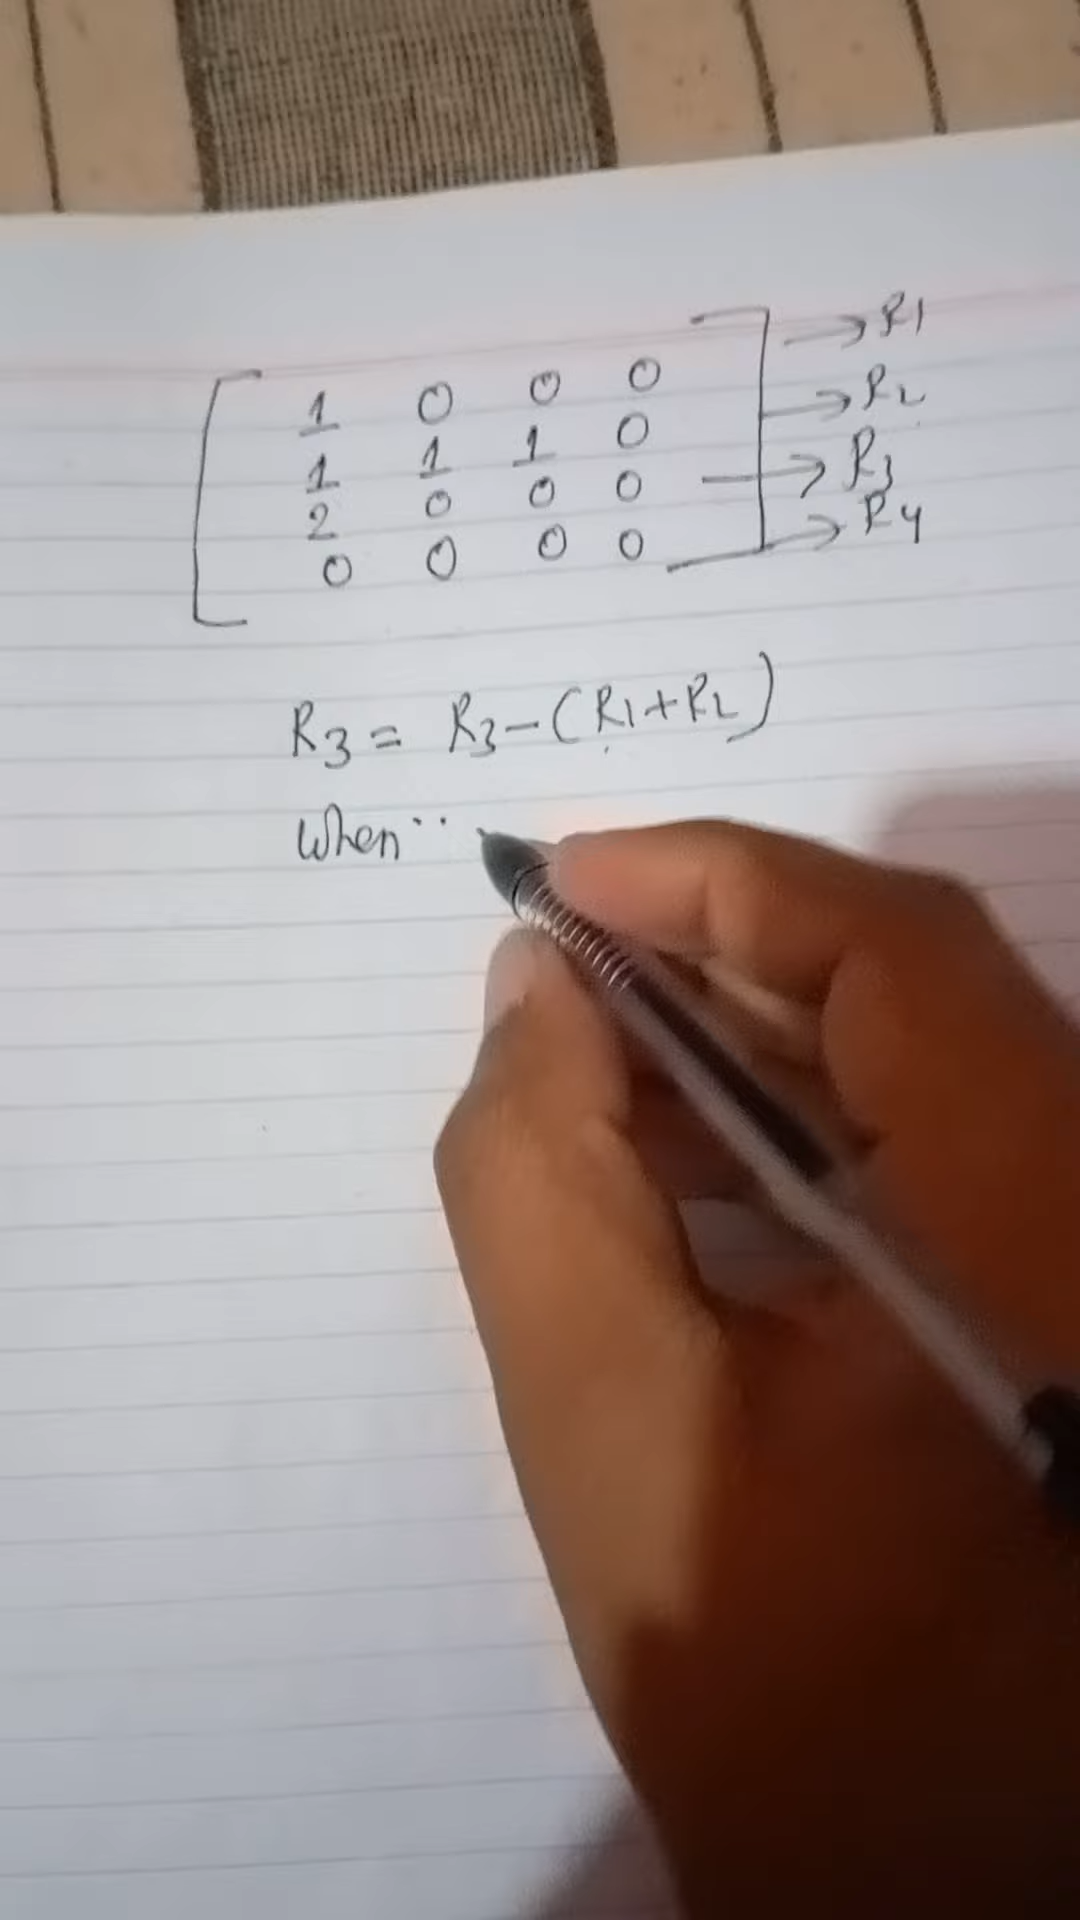 1 0 0 0 → R1
1 1 1 0 → R2
2 0 0 0 → R3
0 0 0 0 → R4
R3 = R3 - (R1 + R2)
When ..